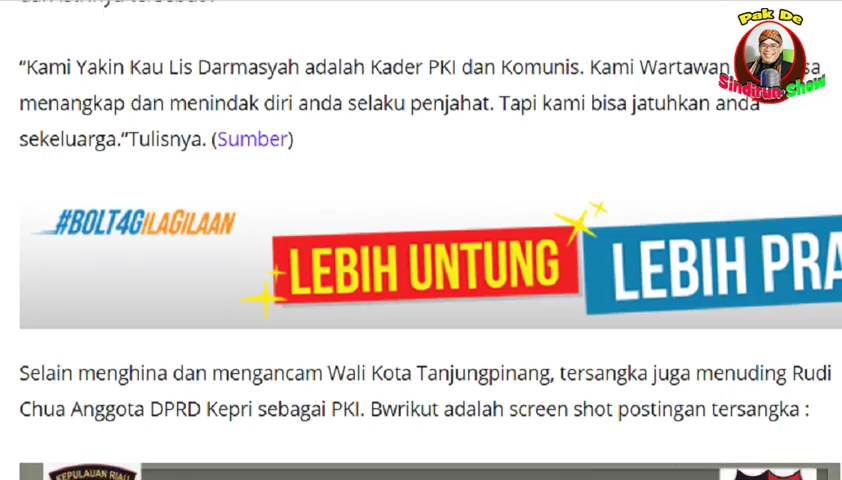 Pak De
Sindiran Show
“Kami Yakin Kau Lis Darmasyah adalah Kader PKI dan Komunis. Kami Wartawan
menangkap dan menindak diri anda selaku penjahat. Tapi kami bisa jatuhkan anda
sekeluarga.”Tulisnya. (Sumber)
#BOLT4GILAGILAAN
LEBIH UNTUNG
LEBIH
Selain menghina dan mengancam Wali Kota Tanjungpinang, tersangka juga menuding Rudi
Chua Anggota DPRD Kepri sebagai PKI. Bwrikut adalah screen shot postingan tersangka :
KEPULAUAN RIAU